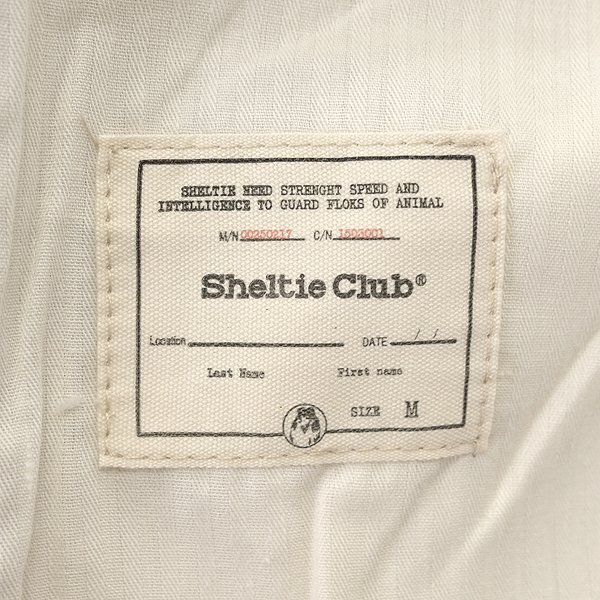 SHELTIE NEED STRENGHT SPEED AND
INTELLIGENCE TO GUARD FLOKS OF ANIMAL
M/N 00250217 C/N 1503001
Sheltie Club®
Location DATE / /
Last Name First name
SIZE M